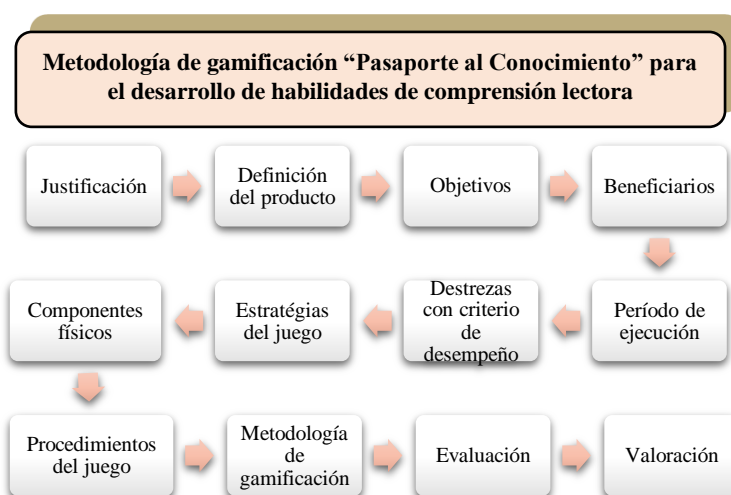 Metodología de gamificación “Pasaporte al Conocimiento” para
el desarrollo de habilidades de comprensión lectora
Justificación
Definición
del producto
Objetivos
Beneficiarios
Período de
ejecución
Destrezas
con criterio
de
desempeño
Estratégias
del juego
Componentes
físicos
Procedimientos
del juego
Metodología
de
gamificación
Evaluación
Valoración